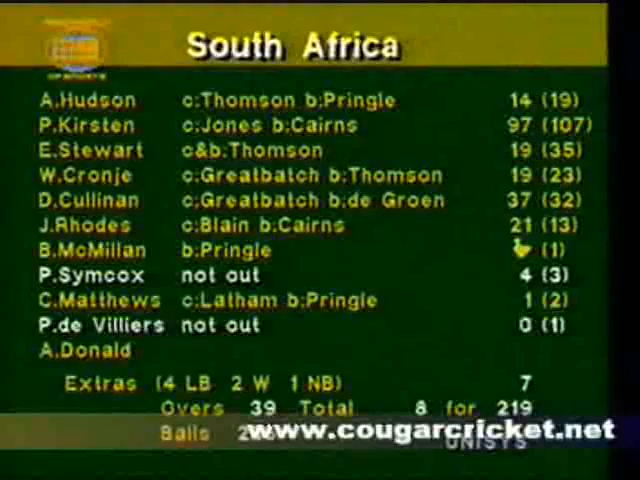 South Africa
A.Hudson c:Thomson b:Pringle 14 (19)
P.Kirsten c:Jones b:Cairns 97 (107)
E.Stewart c&b:Thomson 19 (35)
W.Cronje c:Greatbatch b:Thomson 19 (23)
D.Cullinan c:Greatbatch b:de Groen 37 (32)
J.Rhodes c:Blain b:Cairns 21 (13)
B.McMillan b:Pringle (1)
P.Symcox not out 4 (3)
C.Matthews c:Latham b:Pringle 1 (2)
P.de Villiers not out 0 (1)
A.Donald
Extras (4 LB 2 W 1 NB) 7
Overs 39 Total 8 for 219
Balls www.cougarcricket.net
UNISYS